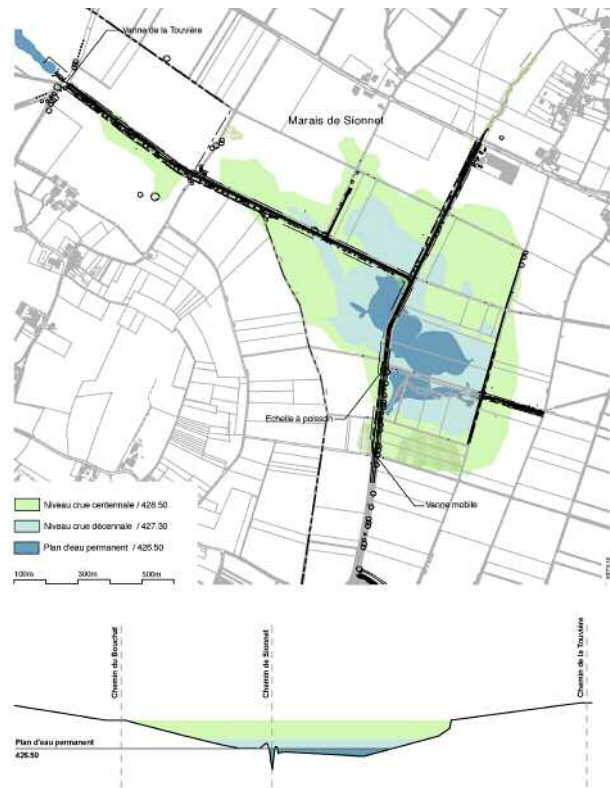 Vanne de la Touvière
Marais de Sionnet
Echelle à poisson
Vanne mobile
Niveau crue centennale / 428.50
Niveau crue décennale / 427.30
Plan d'eau permanent / 426.50
100m 300m 500m
Chemin du Bouchat
Chemin de Sionnet
Chemin de la Touvière
Plan d'eau permanent
426.50